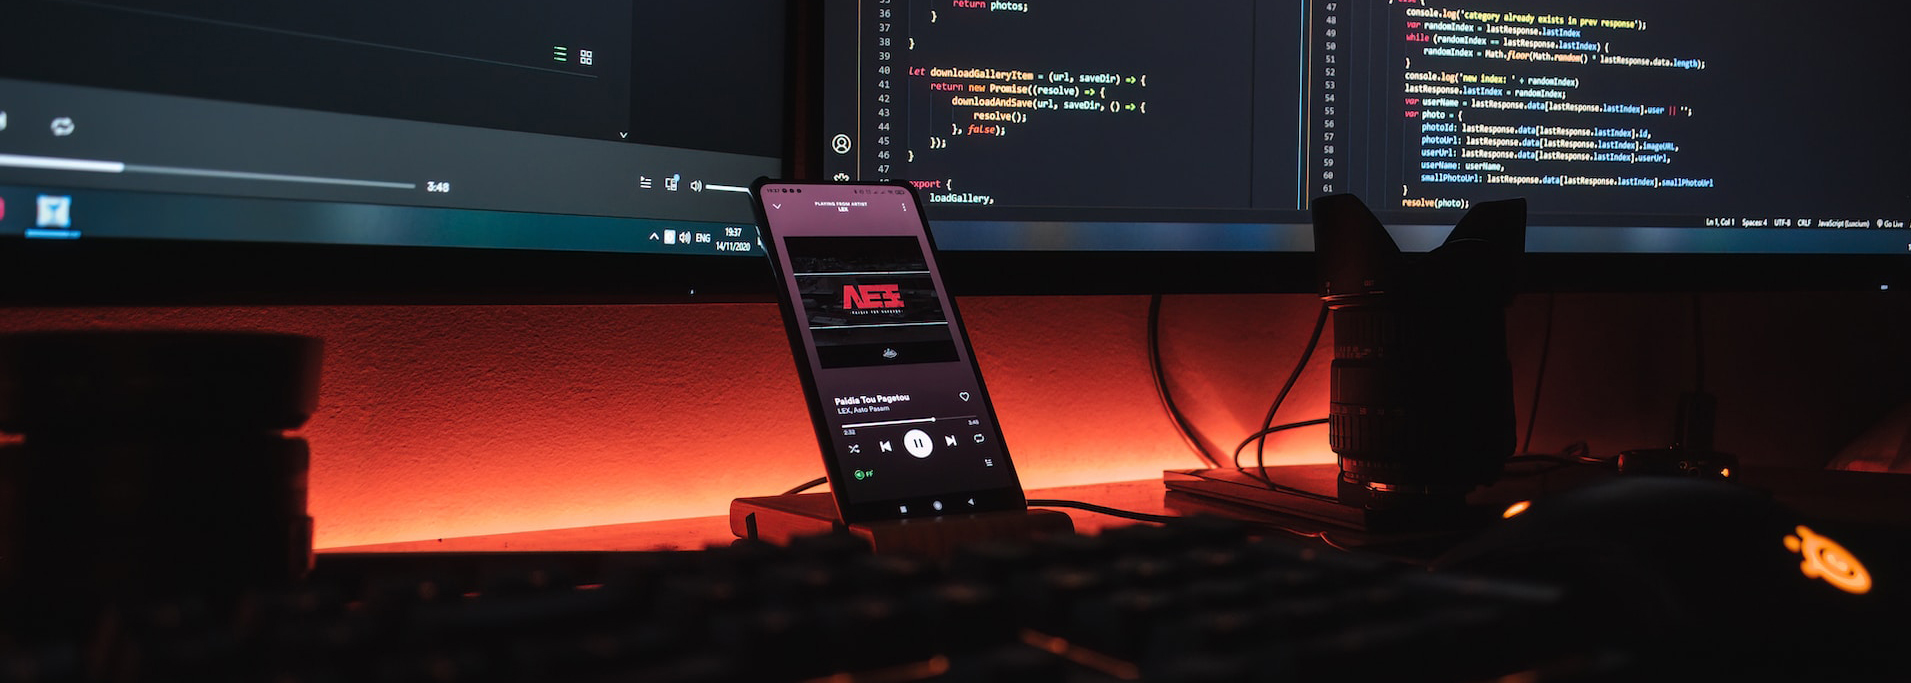 3:48
ENG
19:37
14/11/2020
35
return photos;
36
}
37
38
}
39
40
let downloadGalleryItem = (url, saveDir) => {
41
return new Promise((resolve) => {
42
downloadAndSave(url, saveDir, () => {
43
resolve();
44
}, false);
45
});
46
}
export {
loadGallery,
47
else {
48
console.log('category already exists in prev response');
49
var randomIndex = lastResponse.lastIndex
50
while (randomIndex == lastResponse.lastIndex) {
51
randomIndex = Math.floor(Math.random() * lastResponse.data.length);
52
}
53
console.log('new index: ' + randomIndex)
54
lastResponse.lastIndex = randomIndex;
55
var userName = lastResponse.data[lastResponse.lastIndex].user || '';
56
var photo = {
57
photoId: lastResponse.data[lastResponse.lastIndex].id,
58
photoUrl: lastResponse.data[lastResponse.lastIndex].imageURL,
59
userUrl: lastResponse.data[lastResponse.lastIndex].userUrl,
60
userName: userName,
61
smallPhotoUrl: lastResponse.data[lastResponse.lastIndex].smallPhotoUrl
}
resolve(photo);
Ln 1, Col 1 Spaces: 4 UTF-8 CRLF JavaScript Go Live
19:37
PLAYING FROM ARTIST
LEX
Paidia Tou Pagetou
LEX, Asto Pasam
2:32
3:48